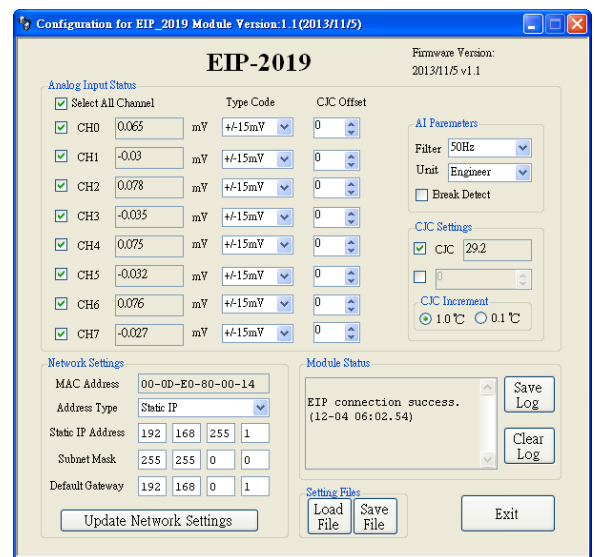 Configuration for EIP_2019 Module Version:1.1(2013/11/5)
EIP-2019
Firmware Version:
2013/11/5 v1.1
Analog Input Status
Select All Channel Type Code CJC Offset
CH0 0.065 mV +/-15mV 0
CH1 -0.03 mV +/-15mV 0
CH2 0.078 mV +/-15mV 0
CH3 -0.035 mV +/-15mV 0
CH4 0.075 mV +/-15mV 0
CH5 -0.032 mV +/-15mV 0
CH6 0.076 mV +/-15mV 0
CH7 -0.027 mV +/-15mV 0
AI Paremeters
Filter 50Hz
Unit Engineer
Break Detect
CJC Settings
CJC 29.2
0
CJC Increment
1.0℃ 0.1℃
Network Settings
MAC Address 00-0D-E0-80-00-14
Address Type Static IP
Static IP Address 192 168 255 1
Subnet Mask 255 255 0 0
Default Gateway 192 168 0 1
Update Network Settings
Module Status
EIP connection success.
(12-04 06:02.54)
Save
Log
Clear
Log
Setting Files
Load
File
Save
File
Exit